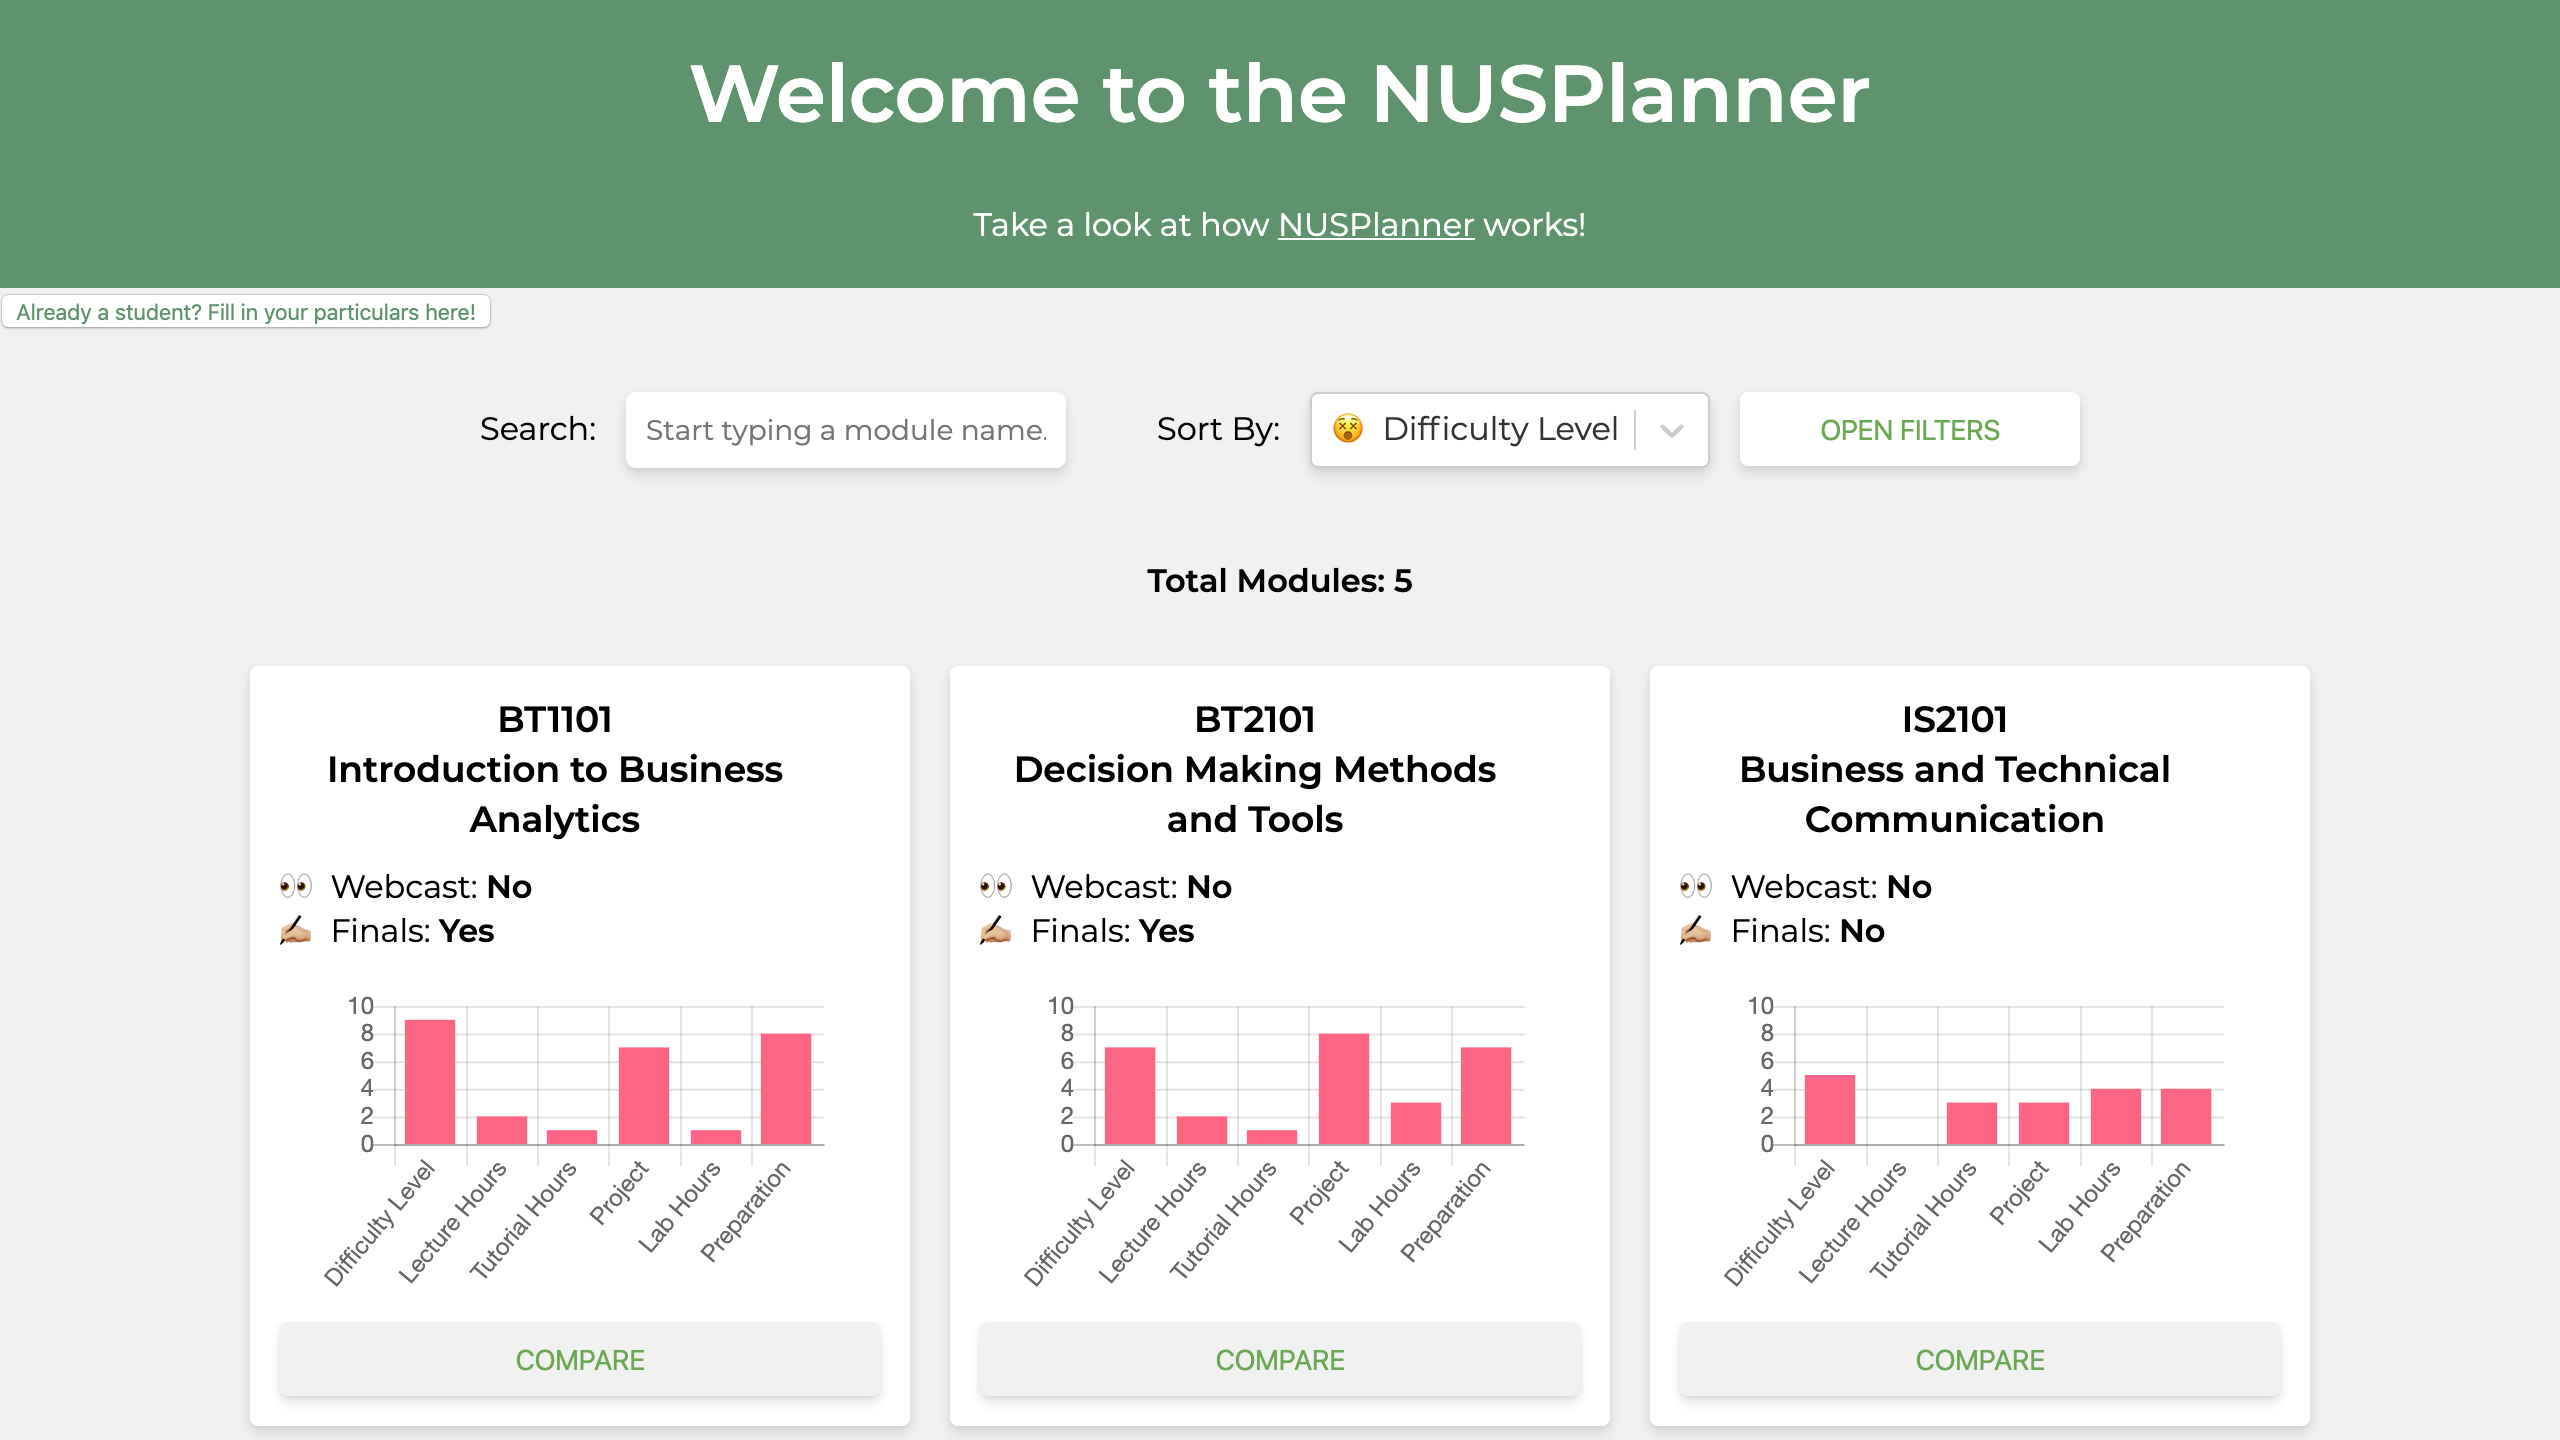 Welcome to the NUSPlanner
Take a look at how NUSPlanner works!
Already a student? Fill in your particulars here!
Search:
Start typing a module name.
Sort By:
😵 Difficulty Level
OPEN FILTERS
Total Modules: 5
BT1101
Introduction to Business
Analytics
👀 Webcast: No
✍🏼 Finals: Yes
10
8
6
4
2
0
Difficulty Level
Lecture Hours
Tutorial Hours
Project
Lab Hours
Preparation
COMPARE
BT2101
Decision Making Methods
and Tools
👀 Webcast: No
✍🏼 Finals: Yes
10
8
6
4
2
0
Difficulty Level
Lecture Hours
Tutorial Hours
Project
Lab Hours
Preparation
COMPARE
IS2101
Business and Technical
Communication
👀 Webcast: No
✍🏼 Finals: No
10
8
6
4
2
0
Difficulty Level
Lecture Hours
Tutorial Hours
Project
Lab Hours
Preparation
COMPARE